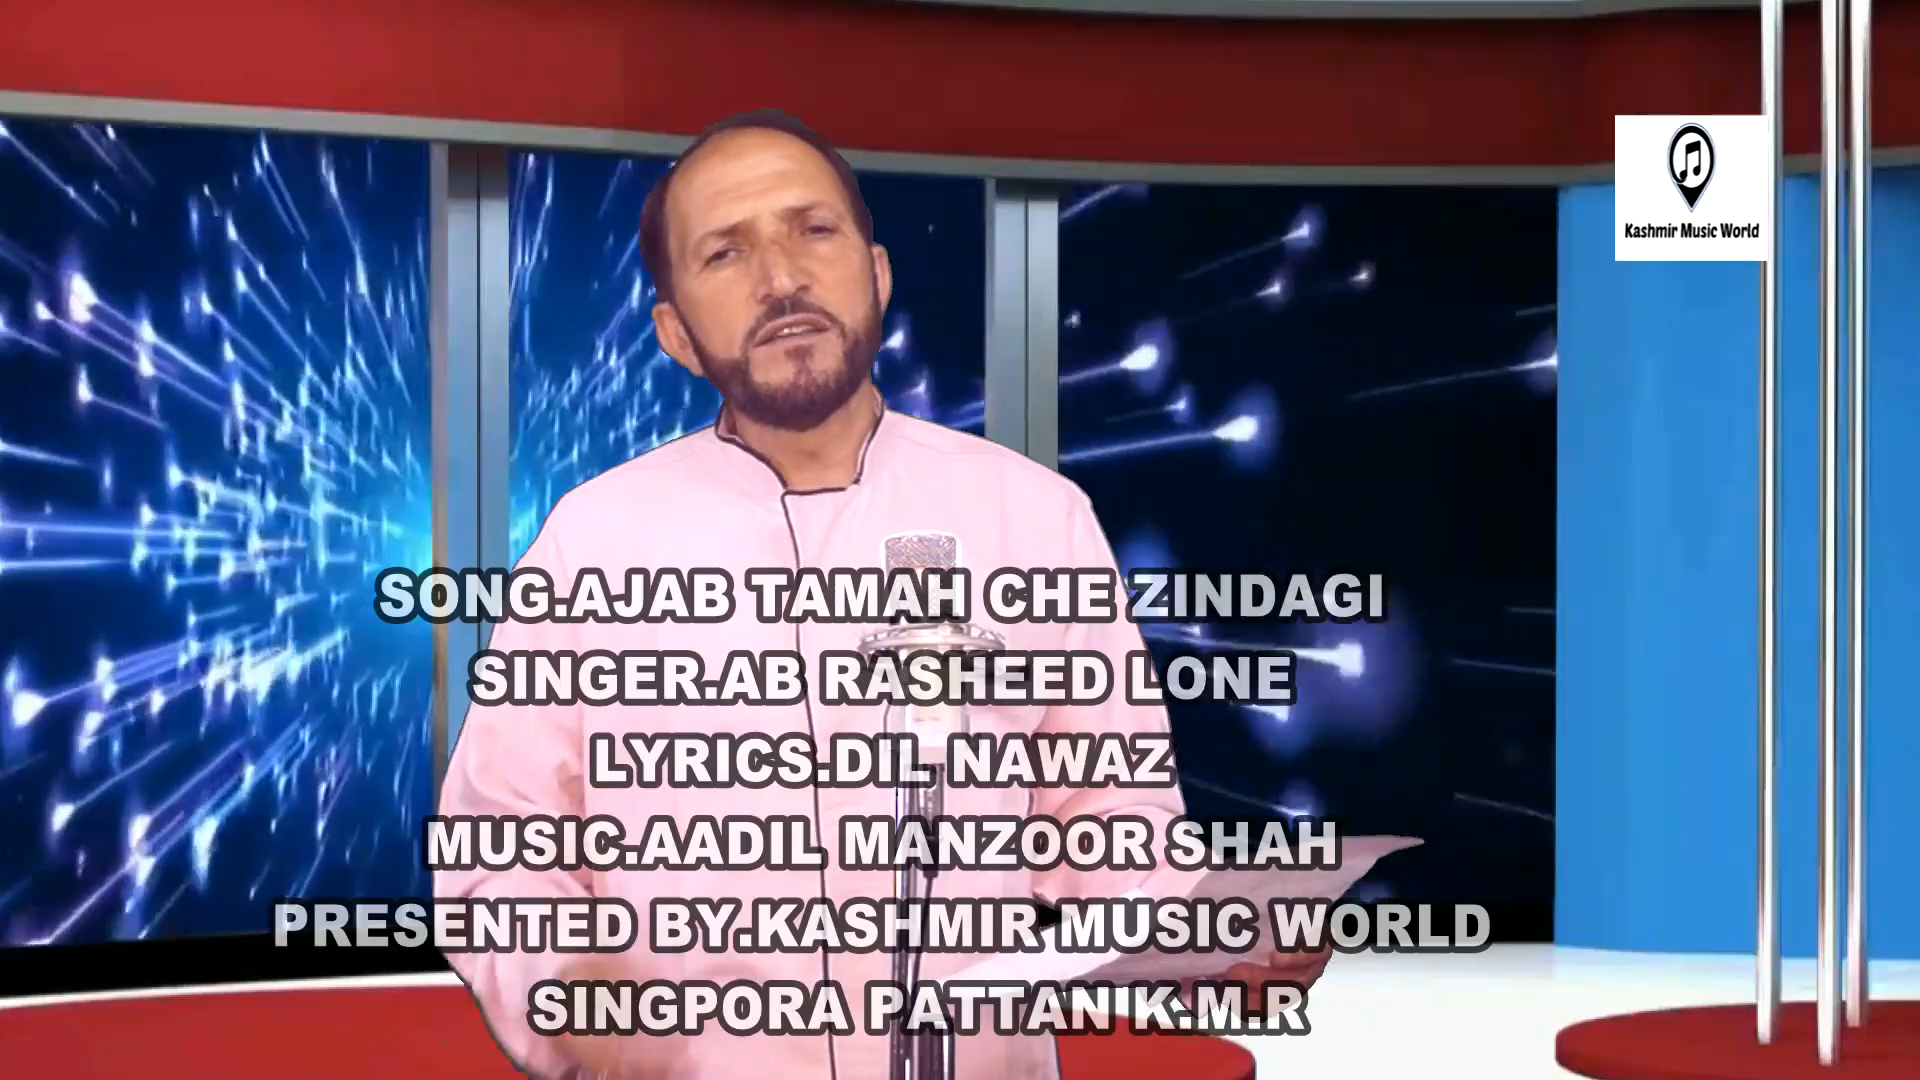 Kashmir Music World
SONG.AJAB TAMAH CHE ZINDAGI
SINGER.AB RASHEED LONE
LYRICS.DIL NAWAZ
MUSIC.AADIL MANZOOR SHAH
PRESENTED BY.KASHMIR MUSIC WORLD
SINGPORA PATTAN K.M.R